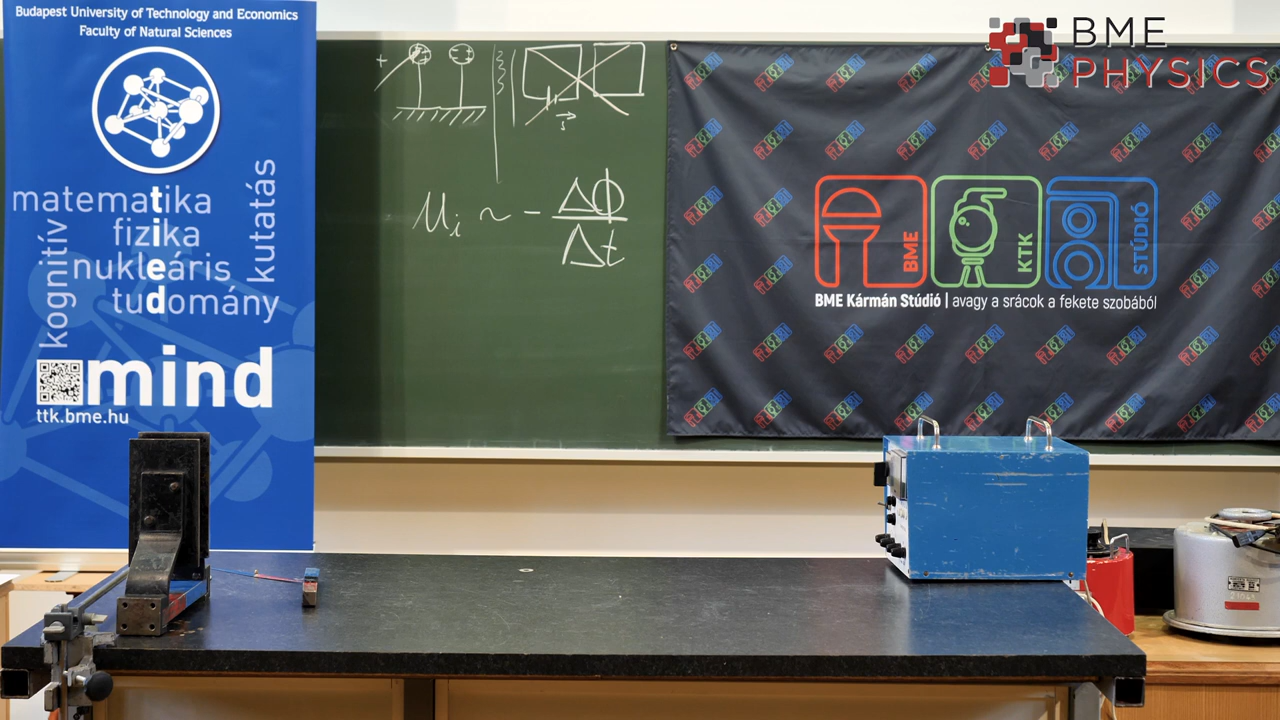 Budapest University of Technology and Economics
Faculty of Natural Sciences
matematika
fizika
nukleáris
tudomány
kognitív
kutatás
mind
ttk.bme.hu
+
s
Ui ~ - ΔΦ
Δt
BME
PHYSICS
BME
KTK
STÚDIÓ
BME Kármán Stúdió | avagy a srácok a fekete szobából